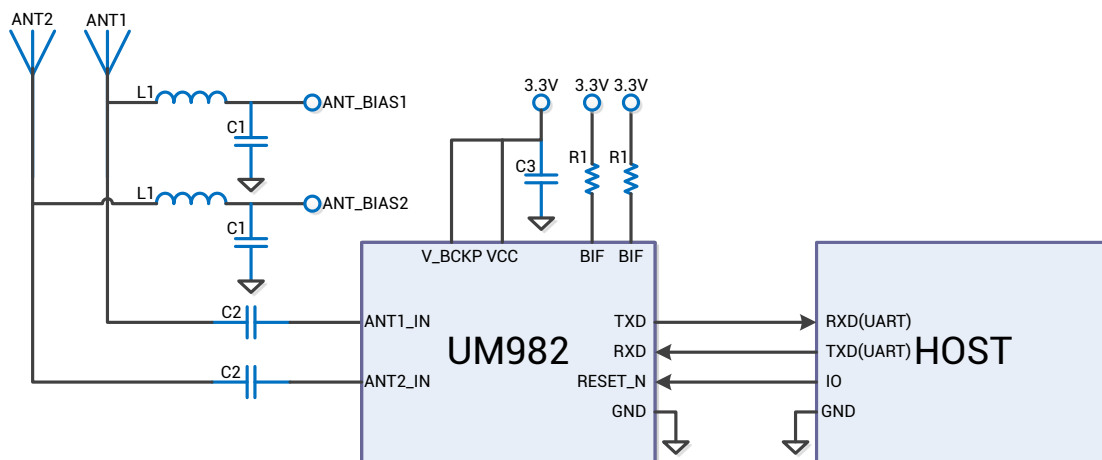 ANT2 ANT1
L1 ANT_BIAS1
3.3V 3.3V 3.3V
C1
C3 R1 R1
L1 ANT_BIAS2
C1
V_BCKP VCC BIF BIF
C2 ANT1_IN TXD RXD(UART)
UM982 RXD TXD(UART) HOST
C2 ANT2_IN RESET_N IO
GND GND